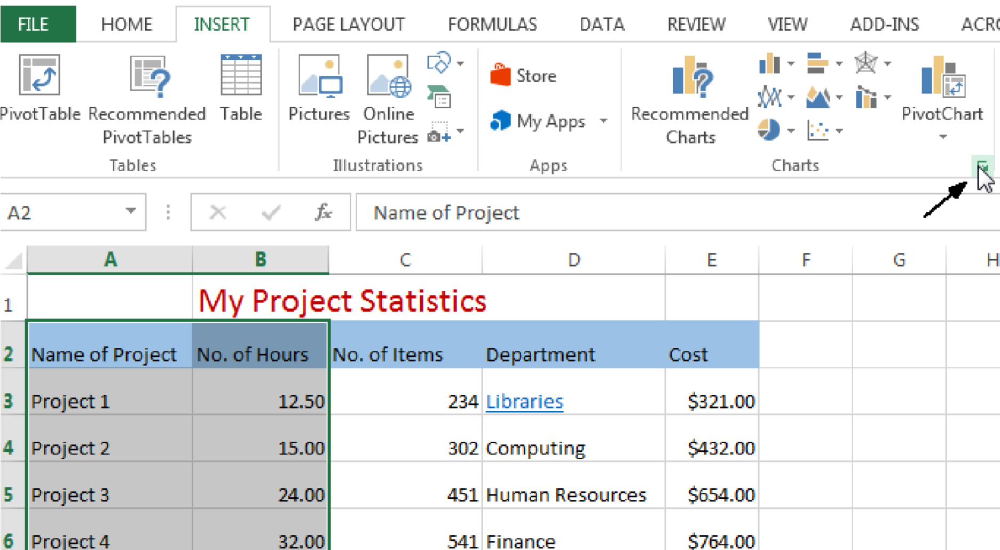 FILE HOME INSERT PAGE LAYOUT FORMULAS DATA REVIEW VIEW ADD-INS ACRO
PivotTable Recommended PivotTables Table Pictures Online Pictures Store My Apps Recommended Charts PivotChart
Tables Illustrations Apps Charts
A2 fx Name of Project
A B C D E F G H
1 My Project Statistics
2 Name of Project No. of Hours No. of Items Department Cost
3 Project 1 12.50 234 Libraries $321.00
4 Project 2 15.00 302 Computing $432.00
5 Project 3 24.00 451 Human Resources $654.00
6 Project 4 32.00 541 Finance $764.00